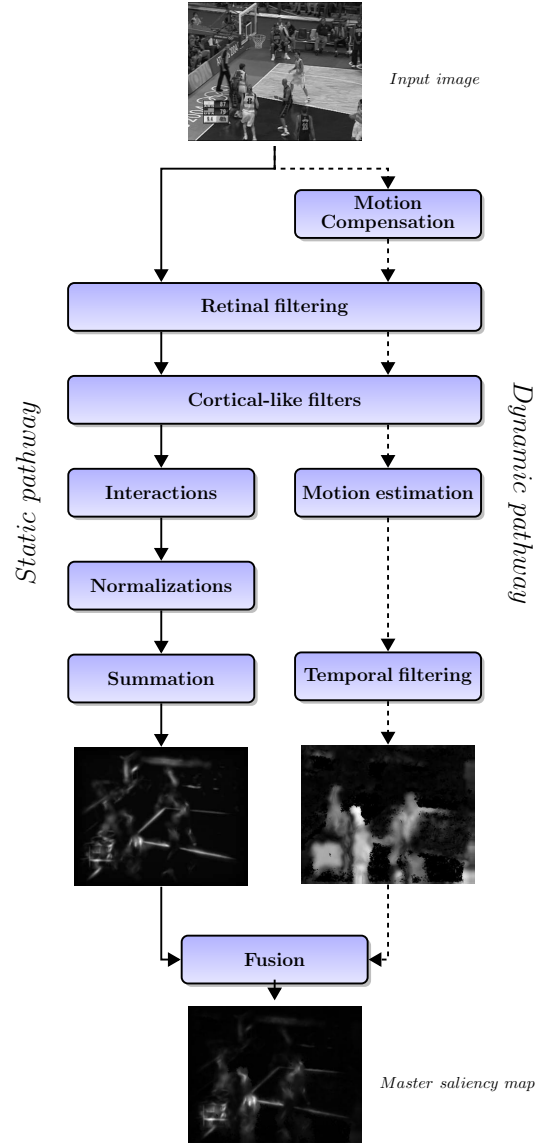 Input image
Motion
Compensation
Retinal filtering
Cortical-like filters
Static pathway
Dynamic pathway
Interactions
Motion estimation
Normalizations
Summation
Temporal filtering
Fusion
Master saliency map